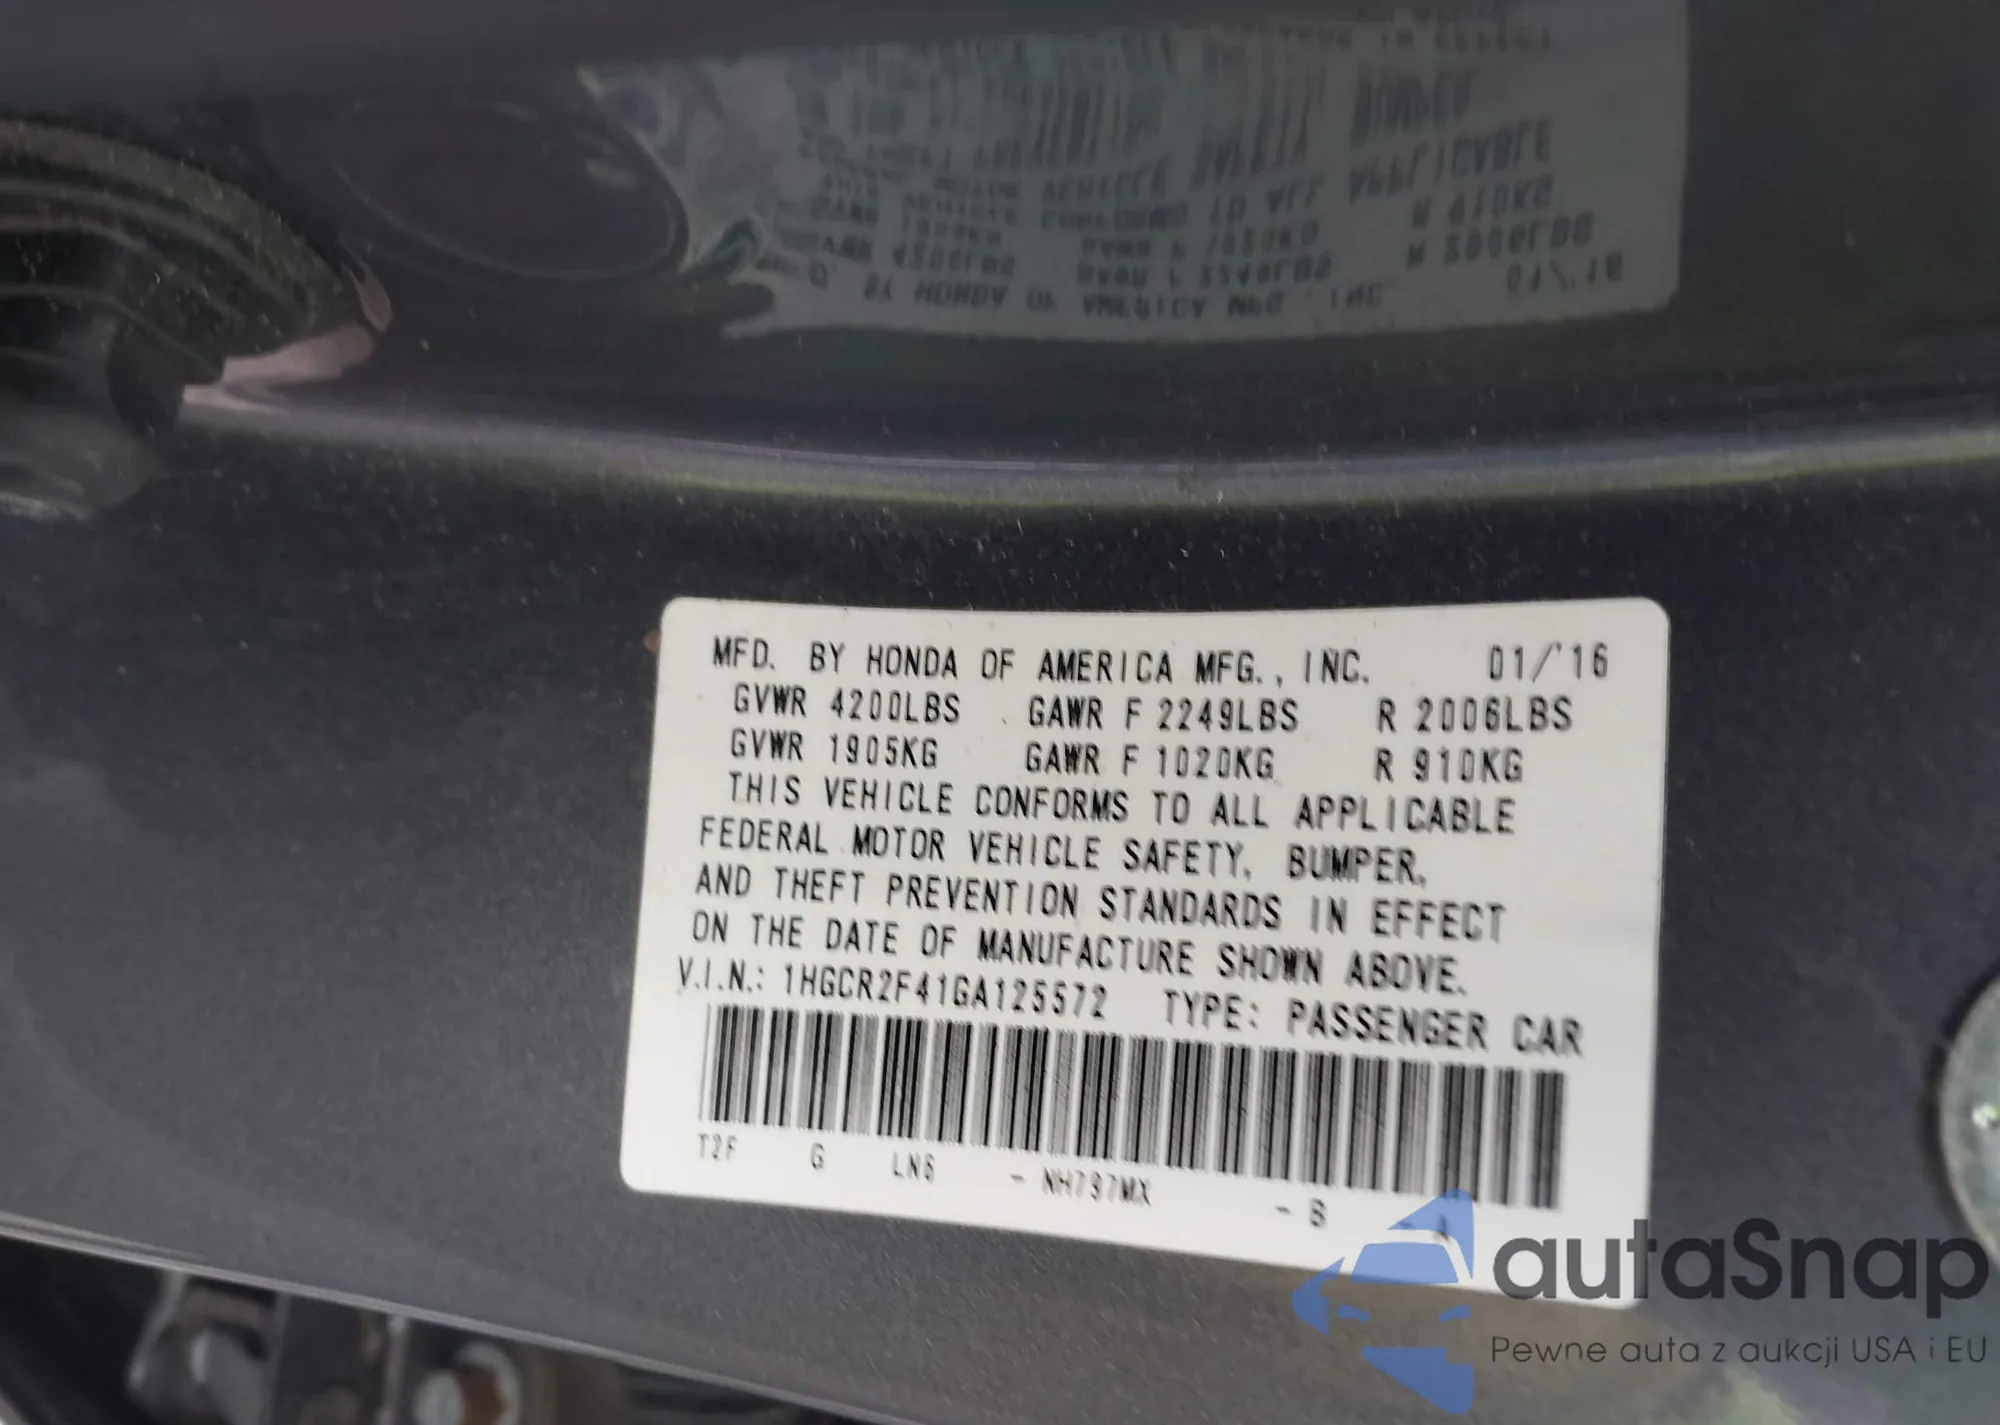 MFD. BY HONDA OF AMERICA MFG., INC. 01/'16
GVWR 4200LBS GAWR F 2249LBS R 2006LBS
GVWR 1905KG GAWR F 1020KG R 910KG
THIS VEHICLE CONFORMS TO ALL APPLICABLE
FEDERAL MOTOR VEHICLE SAFETY, BUMPER,
AND THEFT PREVENTION STANDARDS IN EFFECT
ON THE DATE OF MANUFACTURE SHOWN ABOVE.
V.I.N.: 1HGCR2F41GA125572 TYPE: PASSENGER CAR
T2F G LN6 - NH797MX - B - A
autaSnap
Pewne auta z aukcji USA i EU